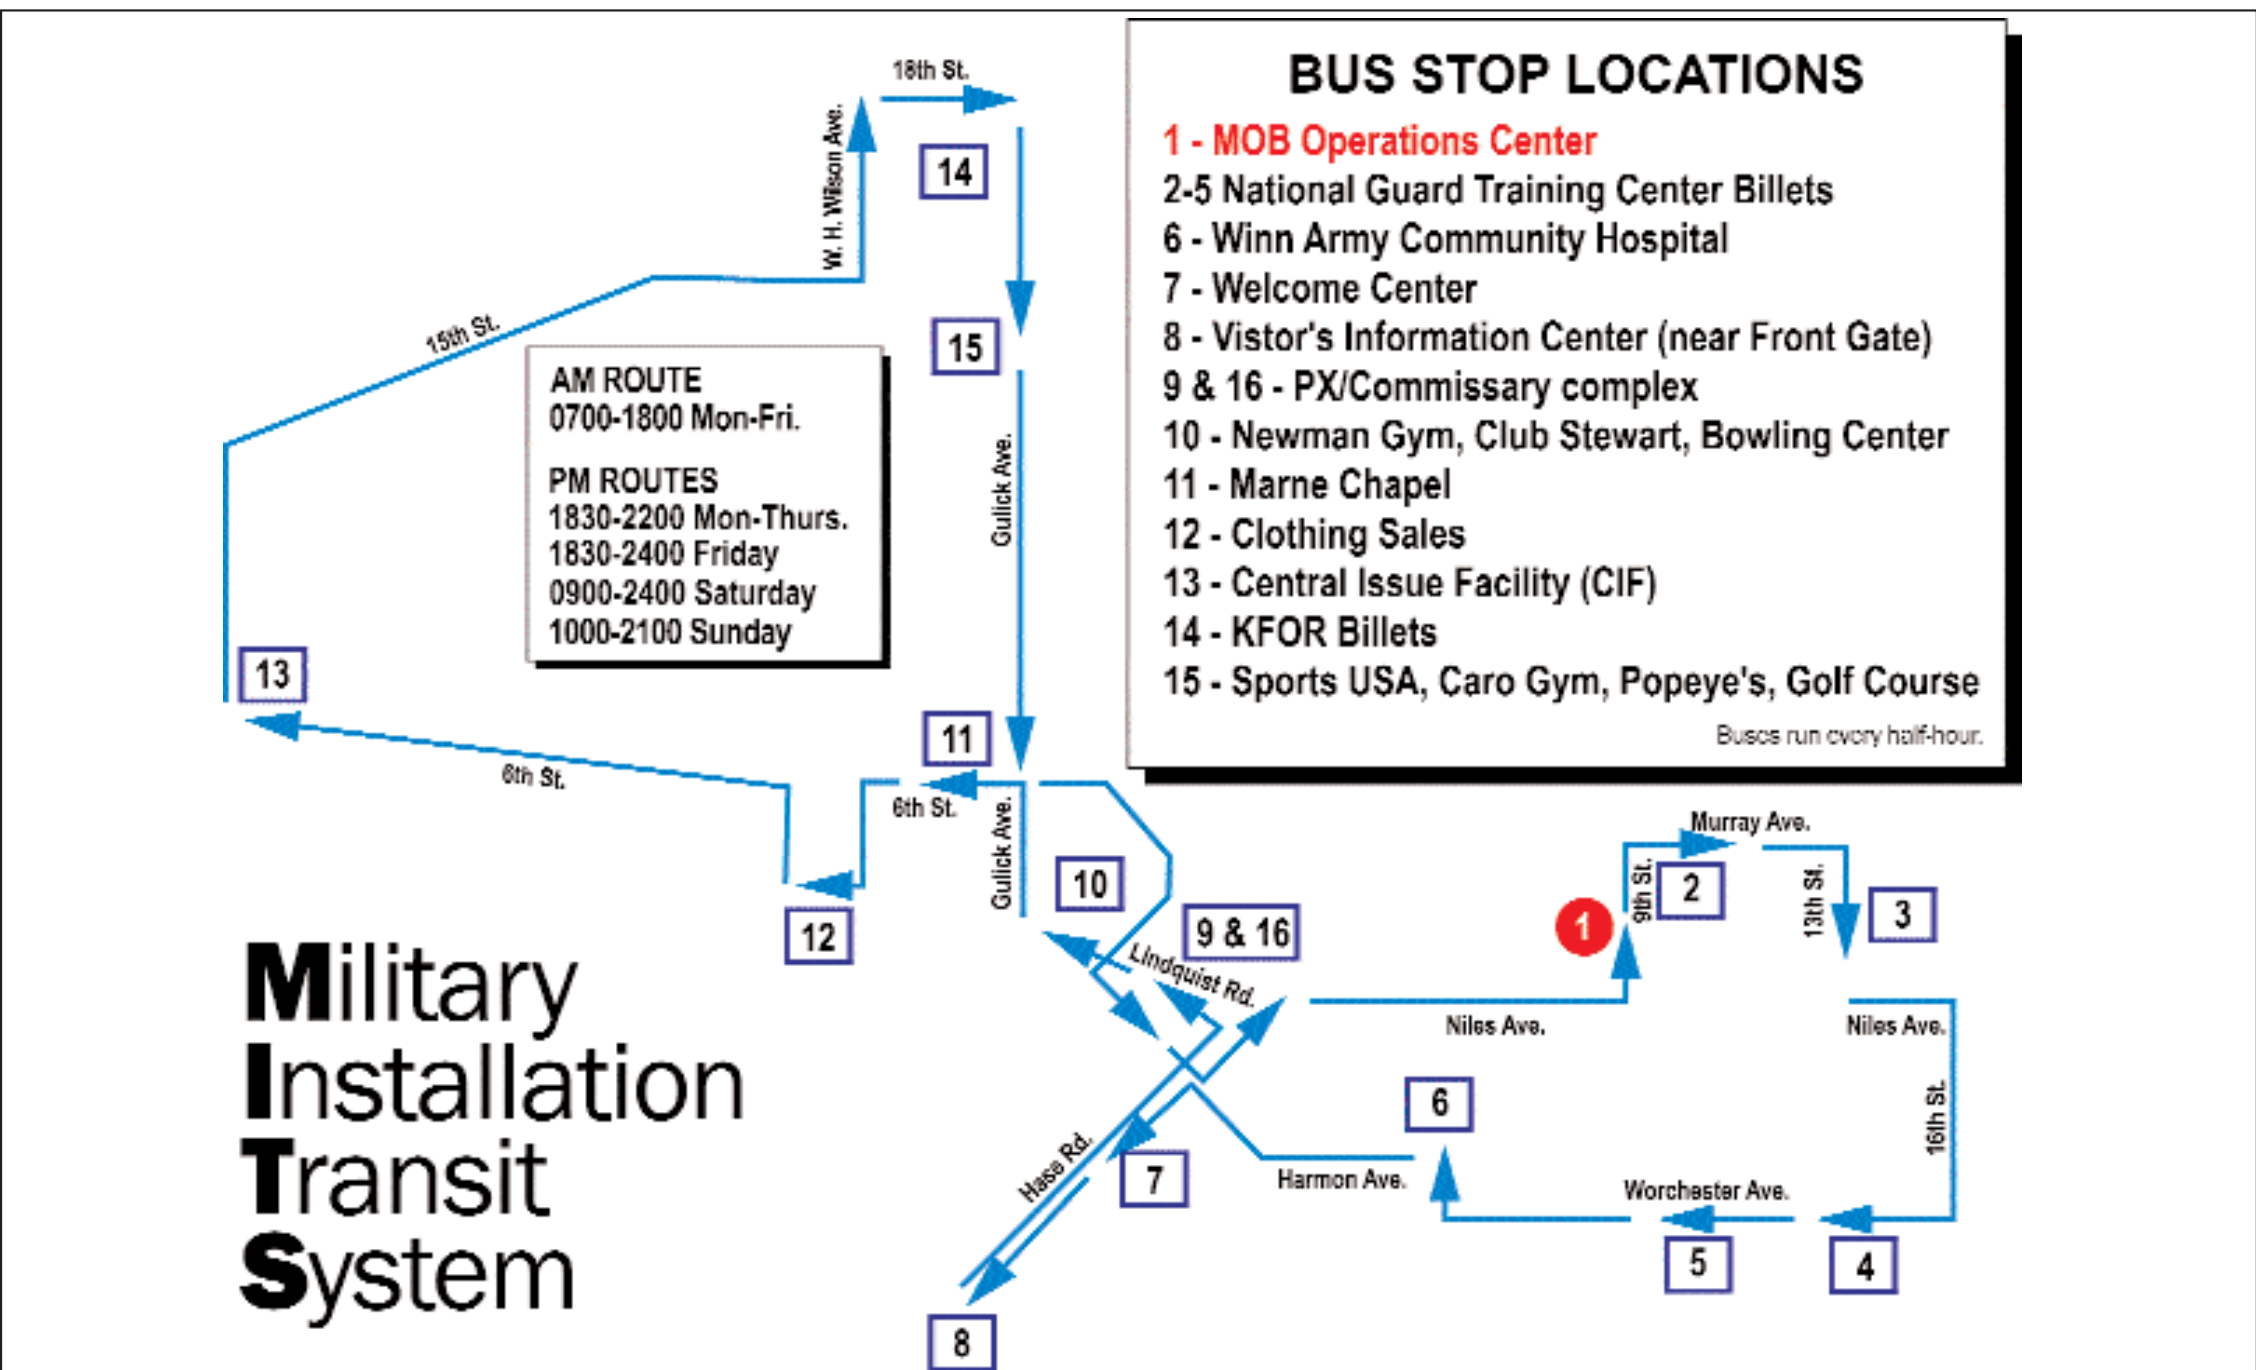 18th St.
W. H. Wilson Ave.
14
15th St.
15
Gulick Ave.
AM ROUTE
0700-1800 Mon-Fri.
PM ROUTES
1830-2200 Mon-Thurs.
1830-2400 Friday
0900-2400 Saturday
1000-2100 Sunday
BUS STOP LOCATIONS
1 - MOB Operations Center
2-5 National Guard Training Center Billets
6 - Winn Army Community Hospital
7 - Welcome Center
8 - Vistor's Information Center (near Front Gate)
9 & 16 - PX/Commissary complex
10 - Newman Gym, Club Stewart, Bowling Center
11 - Marne Chapel
12 - Clothing Sales
13 - Central Issue Facility (CIF)
14 - KFOR Billets
15 - Sports USA, Caro Gym, Popeye's, Golf Course
Buses run every half-hour.
13
11
6th St.
6th St.
Gulick Ave.
10
12
9 & 16
Lindquist Rd.
1
9th St.
Murray Ave.
2
13th St.
3
Niles Ave.
Niles Ave.
16th St.
6
Harmon Ave.
Worchester Ave.
5
4
7
Hase Rd.
8
Military
Installation
Transit
System